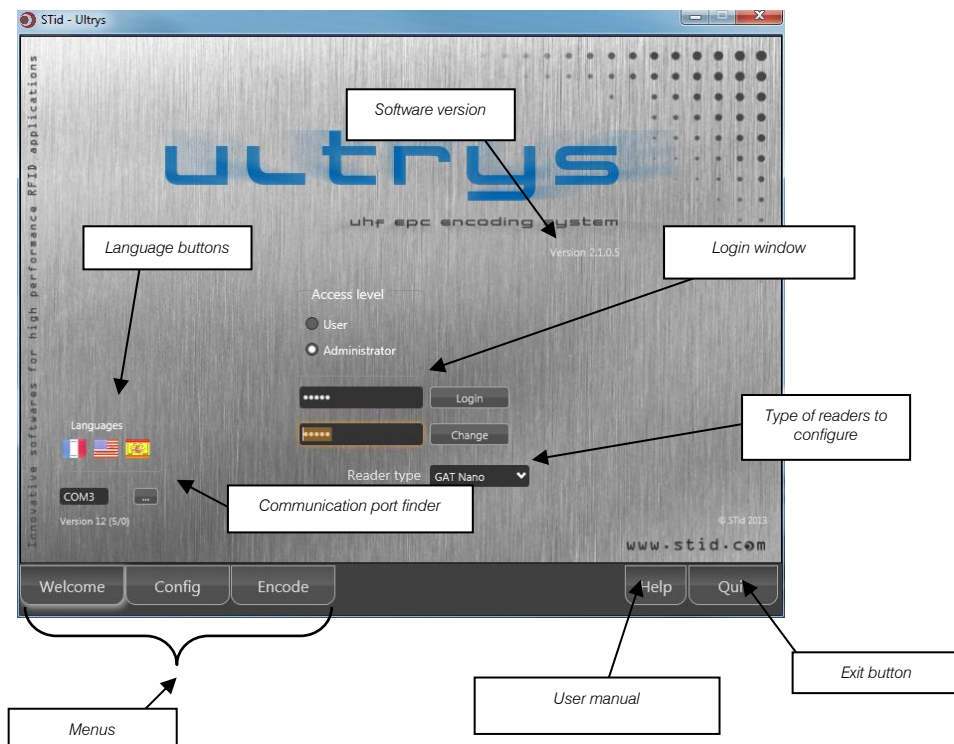 STid - Ultrys
Innovative softwares for high performance RFID applications
Software version
ultrys
uhf epc encoding system
Version 2.1.0.5
Language buttons
Login window
Access level
User
Administrator
•••••
Login
•••••
Change
Languages
Type of readers to
configure
Reader type
GAT Nano
COM3
...
Communication port finder
Version 12 (5/0)
© STid 2013
www.stid.com
Welcome
Config
Encode
Help
Quit
Exit button
User manual
Menus